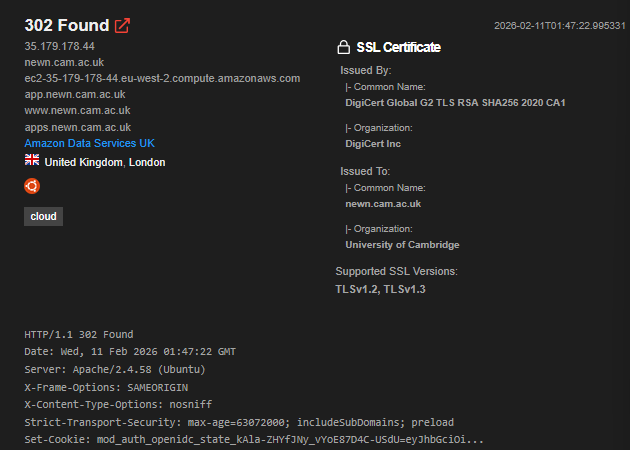 302 Found
2026-02-11T01:47:22.995331
35.179.178.44
newn.cam.ac.uk
ec2-35-179-178-44.eu-west-2.compute.amazonaws.com
app.newn.cam.ac.uk
www.newn.cam.ac.uk
apps.newn.cam.ac.uk
Amazon Data Services UK
United Kingdom, London
cloud
SSL Certificate
Issued By:
|- Common Name:
DigiCert Global G2 TLS RSA SHA256 2020 CA1
|- Organization:
DigiCert Inc
Issued To:
|- Common Name:
newn.cam.ac.uk
|- Organization:
University of Cambridge
Supported SSL Versions:
TLSv1.2, TLSv1.3
HTTP/1.1 302 Found
Date: Wed, 11 Feb 2026 01:47:22 GMT
Server: Apache/2.4.58 (Ubuntu)
X-Frame-Options: SAMEORIGIN
X-Content-Type-Options: nosniff
Strict-Transport-Security: max-age=63072000; includeSubDomains; preload
Set-Cookie: mod_auth_openidc_state_kAla-ZHYfJNy_vYoE87D4C-USdU=eyJhbGciOi...